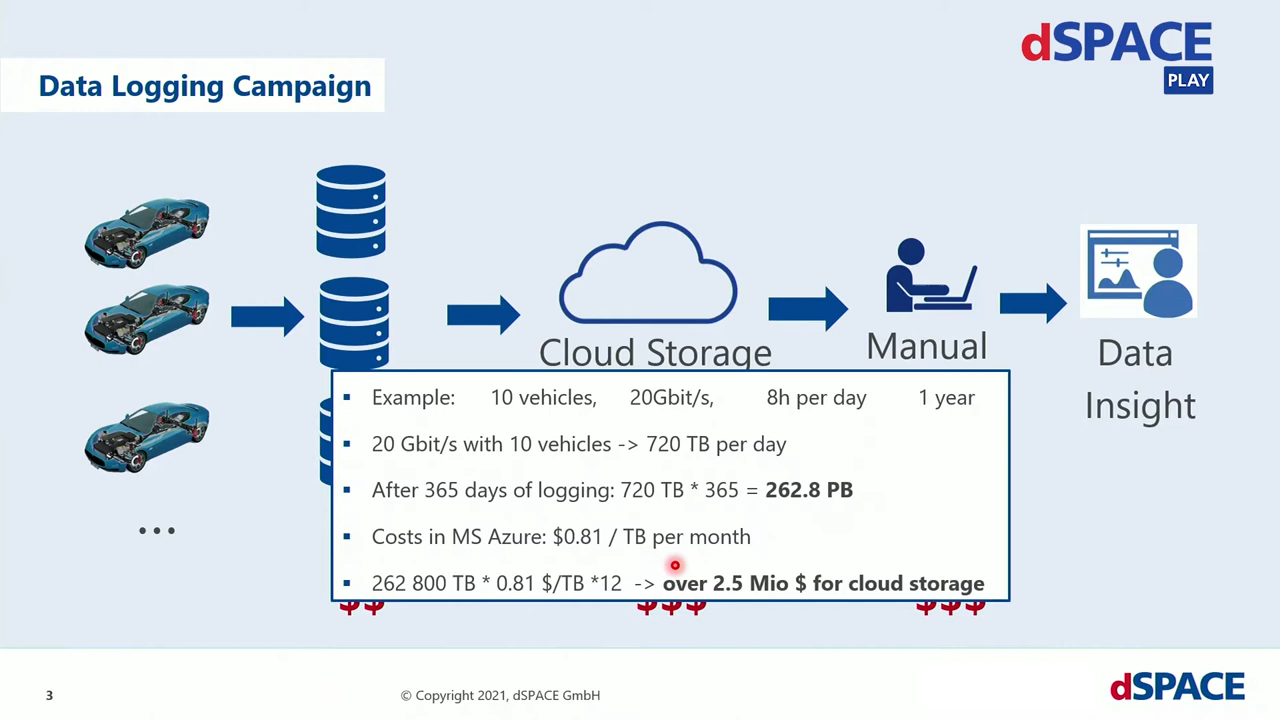 dSPACE
PLAY
Data Logging Campaign
Cloud Storage
Manual
Data
Insight
▪ Example: 10 vehicles, 20Gbit/s, 8h per day 1 year
▪ 20 Gbit/s with 10 vehicles -> 720 TB per day
▪ After 365 days of logging: 720 TB * 365 = 262.8 PB
▪ Costs in MS Azure: $0.81 / TB per month
▪ 262 800 TB * 0.81 $/TB *12 -> over 2.5 Mio $ for cloud storage
...
$$ $$$ $$$
3
© Copyright 2021, dSPACE GmbH
dSPACE